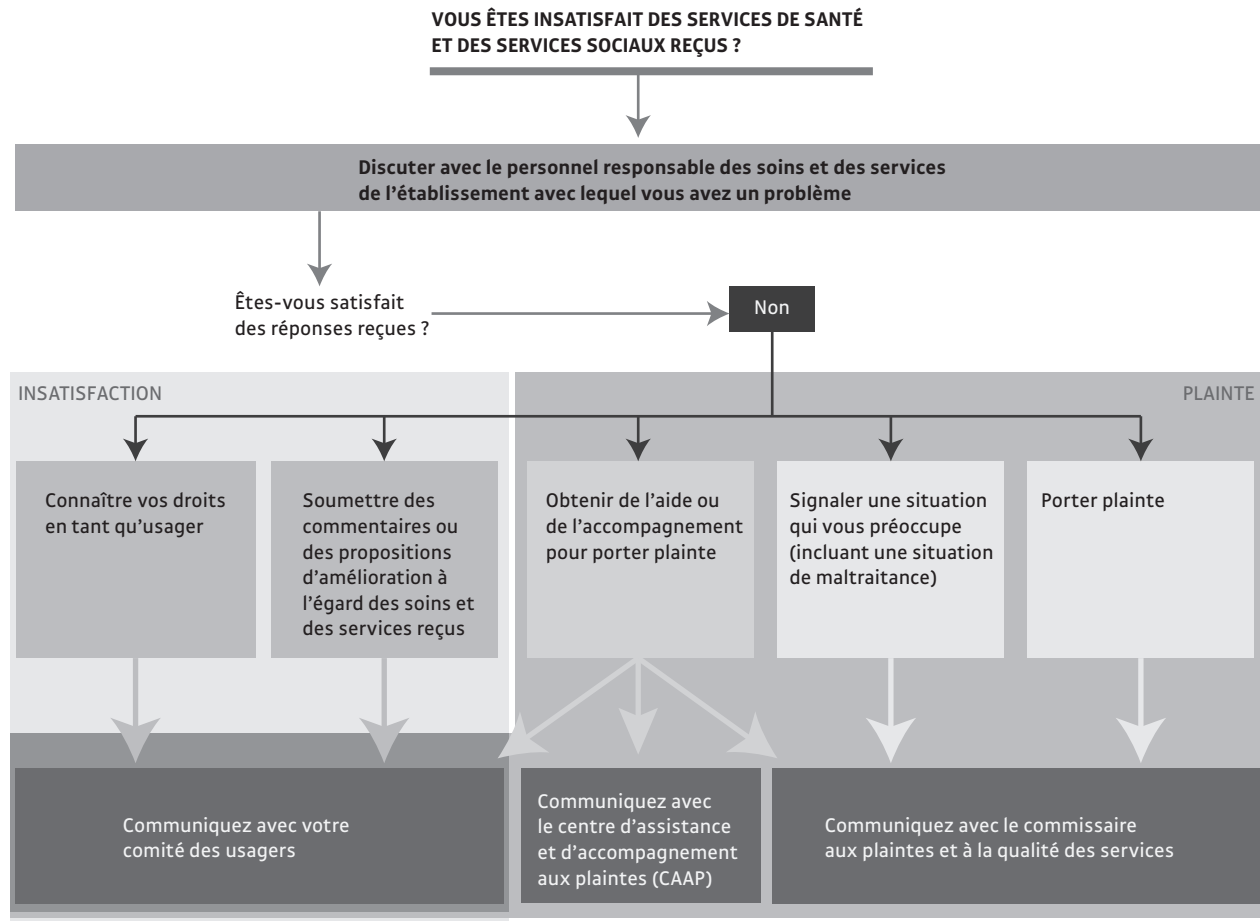 VOUS ÊTES INSATISFAIT DES SERVICES DE SANTÉ
ET DES SERVICES SOCIAUX REÇUS ?
Discuter avec le personnel responsable des soins et des services
de l'établissement avec lequel vous avez un problème
Êtes-vous satisfait
des réponses reçues ?
Non
INSATISFACTION
PLAINTE
Connaître vos droits
en tant qu'usager
Soumettre des
commentaires ou
des propositions
d'amélioration à
l'égard des soins et
des services reçus
Obtenir de l'aide ou
de l'accompagnement
pour porter plainte
Signaler une situation
qui vous préoccupe
(incluant une situation
de maltraitance)
Porter plainte
Communiquez avec votre
comité des usagers
Communiquez avec
le centre d'assistance
et d'accompagnement
aux plaintes (CAAP)
Communiquez avec le commissaire
aux plaintes et à la qualité des services